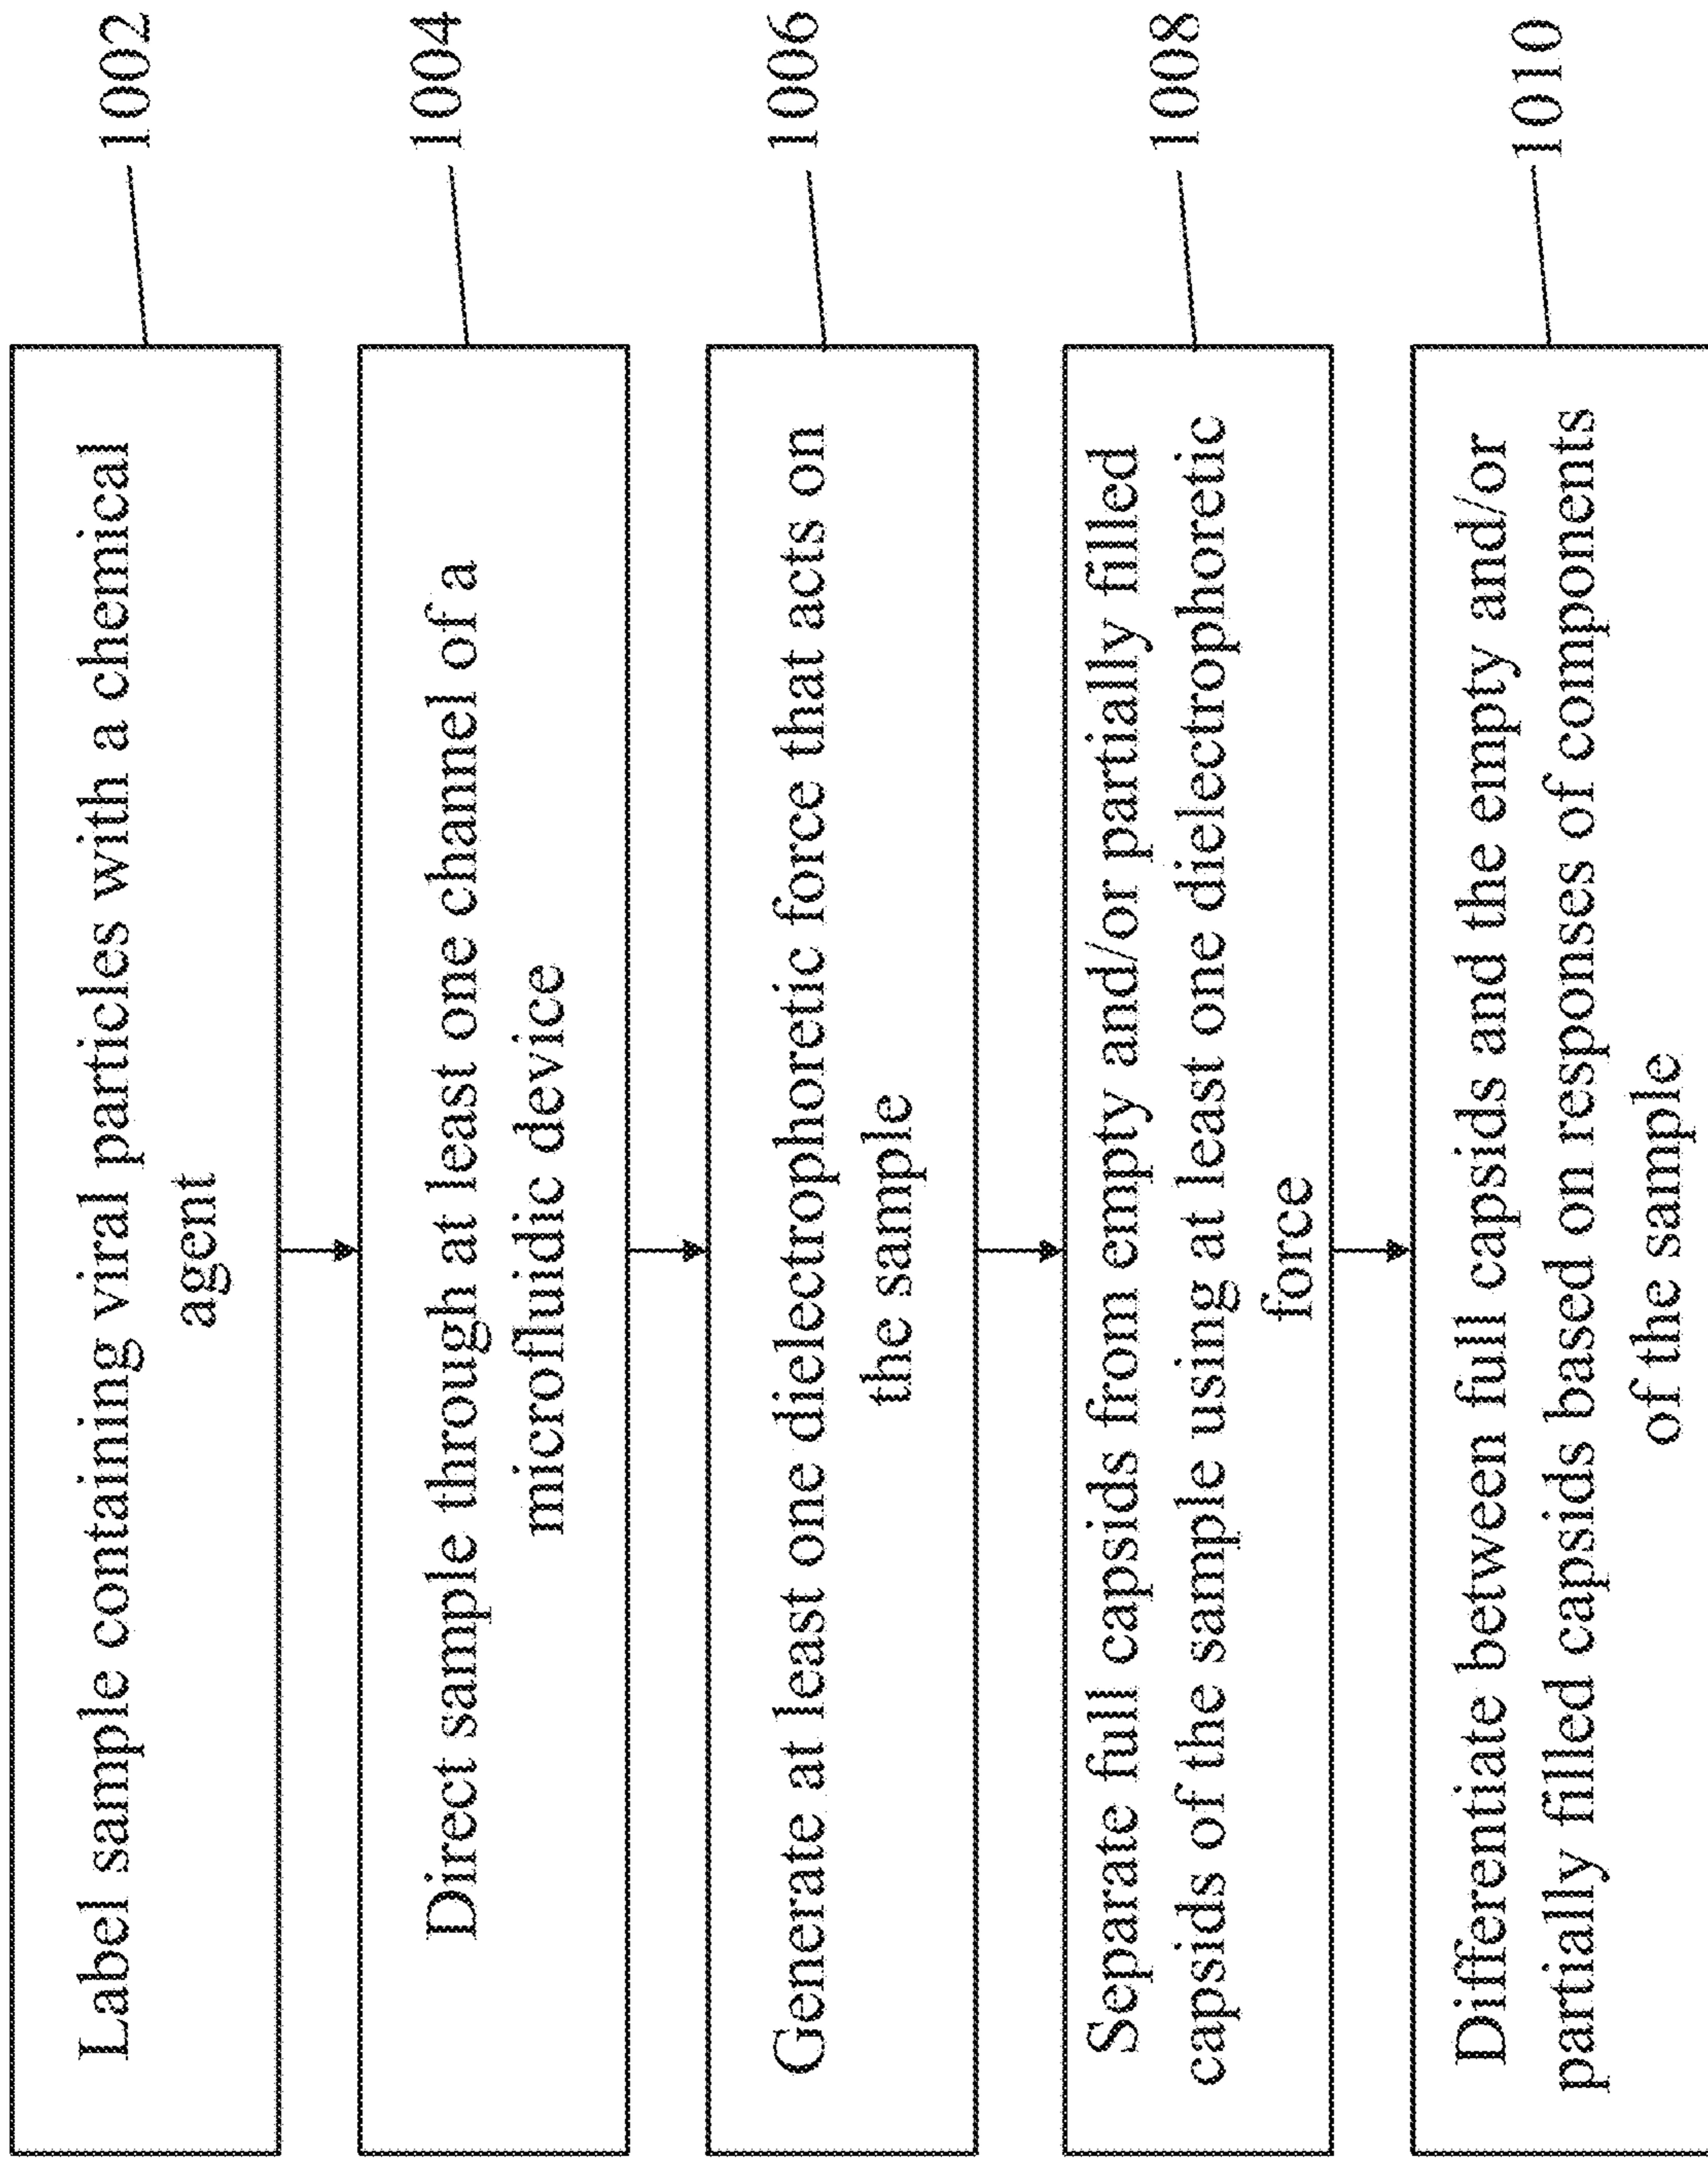 Label sample containing viral particles with a chemical
agent
1002
Direct sample through at least one channel of a
microfluidic device
1004
Generate at least one dielectrophoretic force that acts on
the sample
1006
Separate full capsids from empty and/or partially filled
capsids of the sample using at least one dielectrophoretic
force
1008
Differentiate between full capsids and the empty and/or
partially filled capsids based on responses of components
of the sample
1010